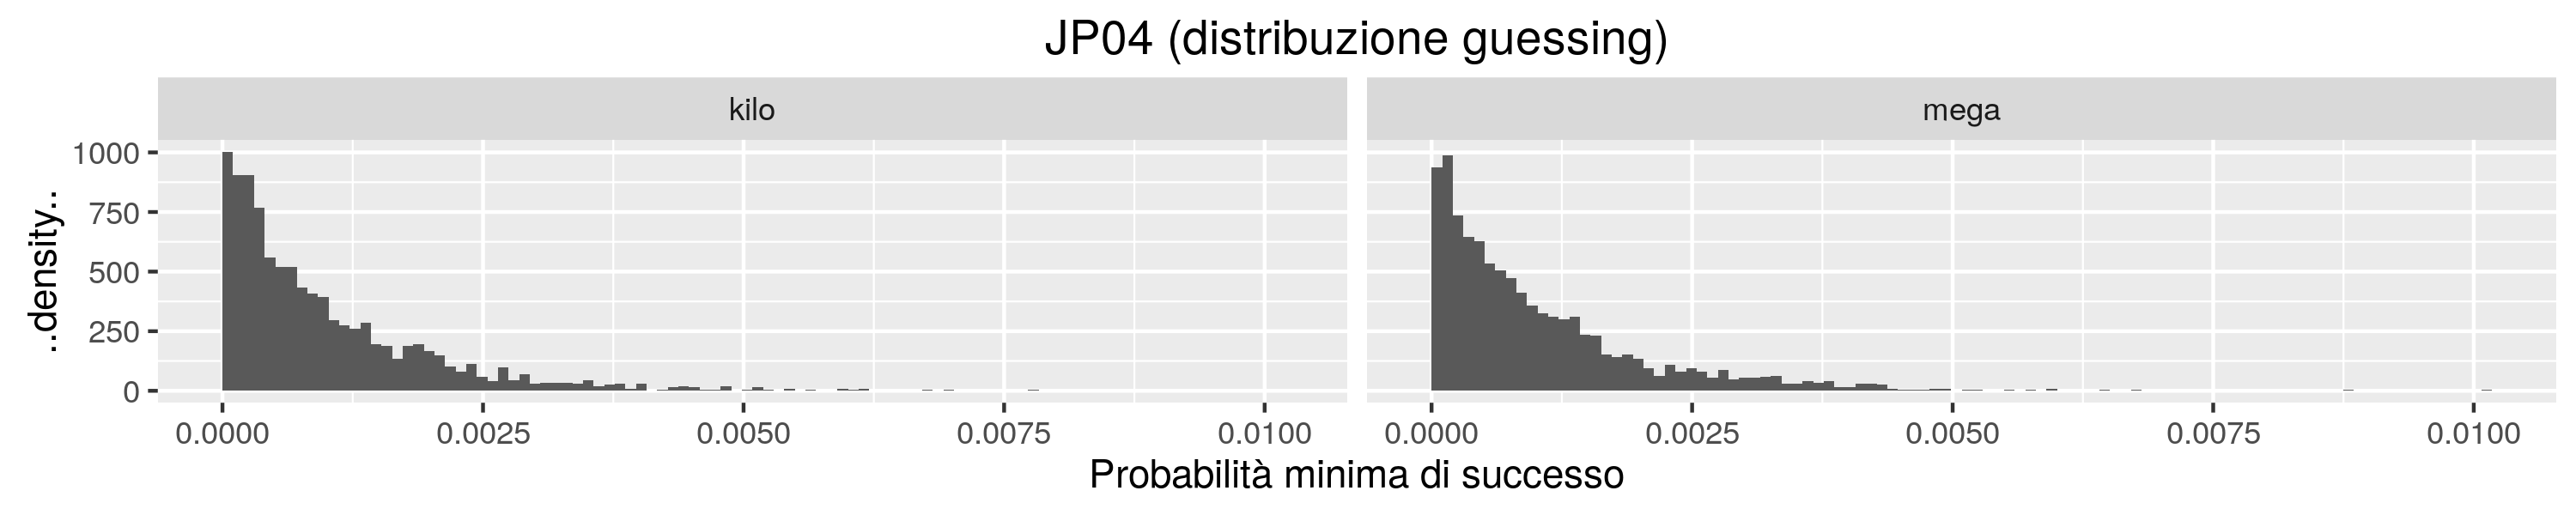 JP04 (distribuzione guessing)
kilo
mega
..density..
1000
750
500
250
0
0.0000 0.0025 0.0050 0.0075 0.0100
0.0000 0.0025 0.0050 0.0075 0.0100
Probabilità minima di successo